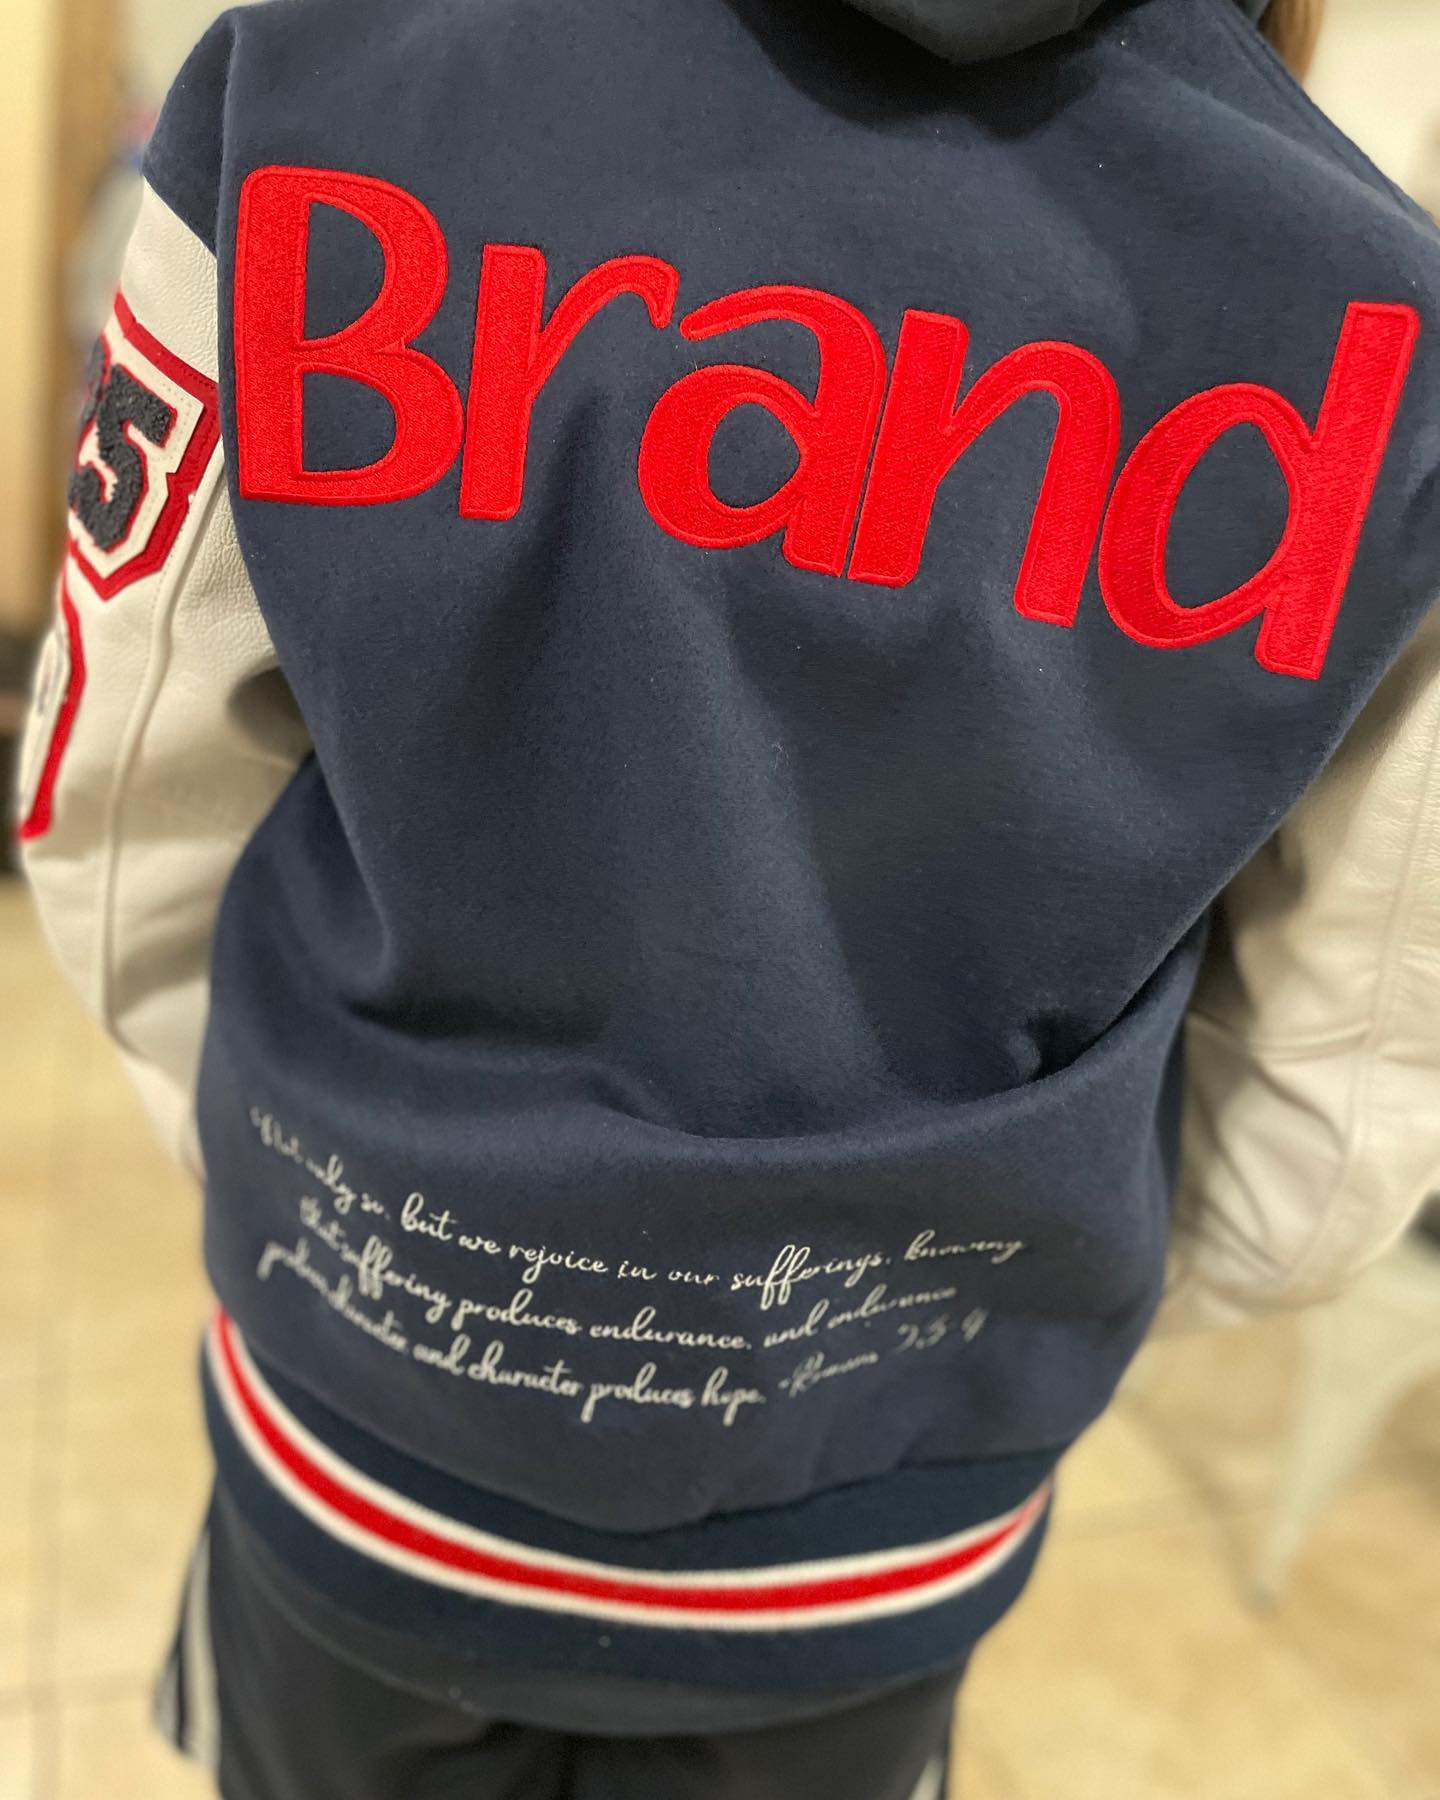 Brand
25
"Not only so, but we rejoice in our sufferings, knowing
that suffering produces endurance, and endurance
produces character, and character produces hope. -Romans 5:3-4